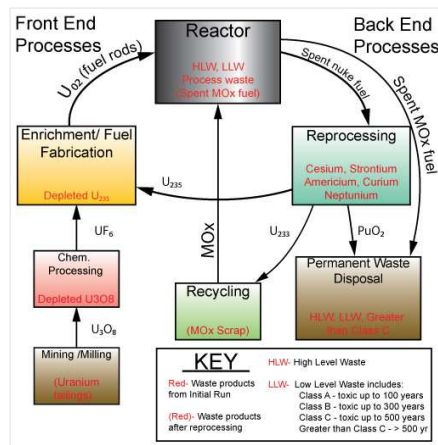 Front End
Processes
Back End
Processes
Reactor
HLW, LLW
Process waste
(Spent MOx fuel)
UO2 (fuel rods)
Spent nuke fuel
Spent MOx fuel
Enrichment/ Fuel
Fabrication
Depleted U235
Reprocessing
Cesium, Strontium
Americium, Curium
Neptunium
U235
UF6
MOx
U233
PuO2
Chem.
Processing
Depleted U3O8
Recycling
(MOx Scrap)
Permanent Waste
Disposal
HLW, LLW, Greater
than Class C
U3O8
Mining /Milling
(Uranium
tailings)
KEY
Red- Waste products
from Initial Run
(Red)- Waste products
after reprocessing
HLW- High Level Waste
LLW- Low Level Waste includes:
Class A - toxic up to 100 years
Class B - toxic up to 300 years
Class C - toxic up to 500 years
Greater than Class C - > 500 yr